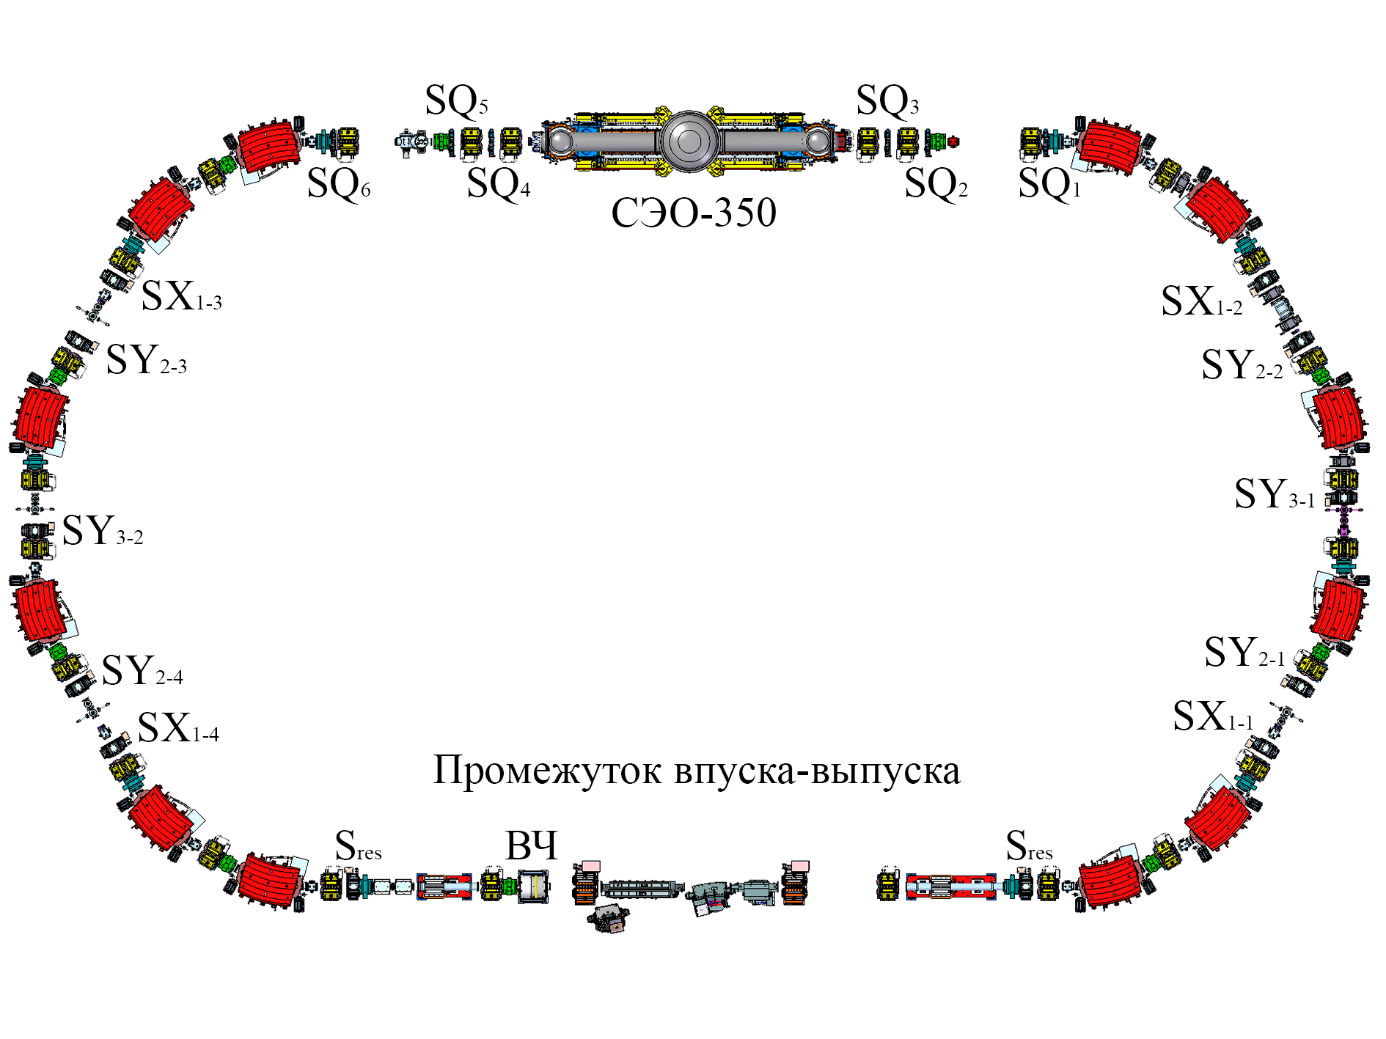 SQ5
SQ3
SQ6
SQ4
SQ2
SQ1
СЭО-350
SX1-3
SX1-2
SY2-3
SY2-2
SY3-2
SY3-1
SY2-4
SY2-1
SX1-4
SX1-1
Промежуток впуска-выпуска
Sres
ВЧ
Sres